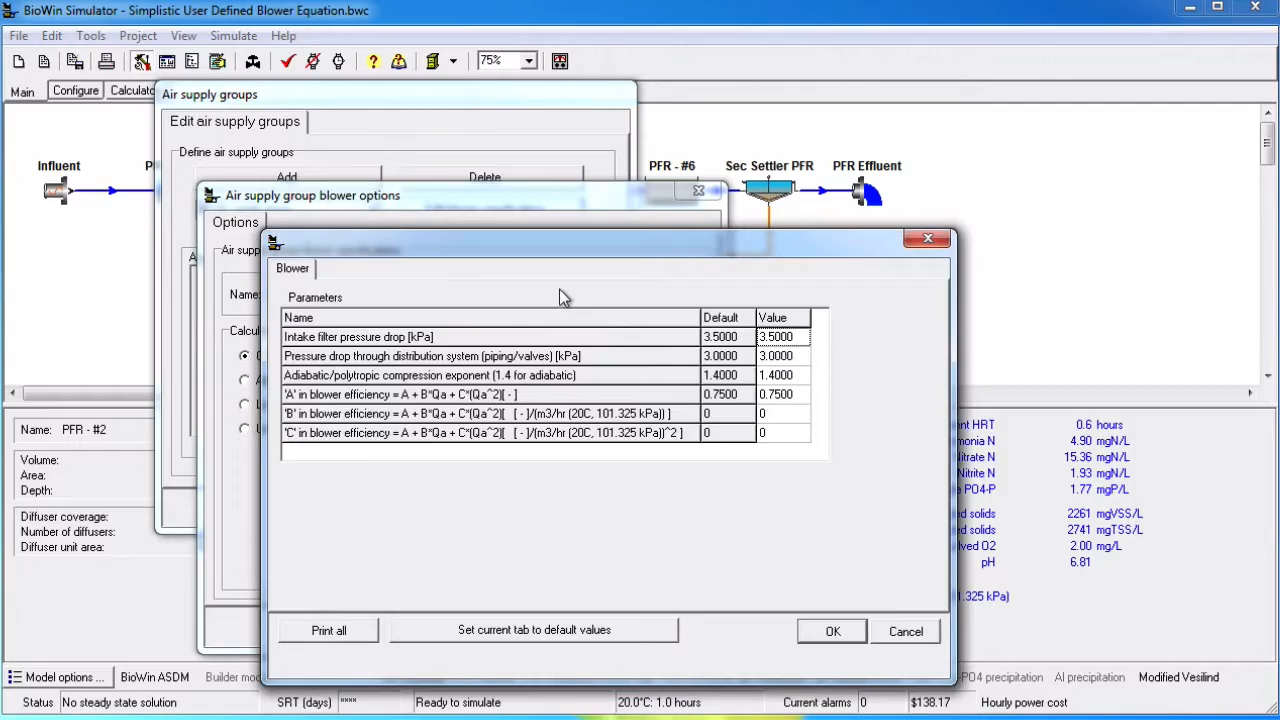 BioWin Simulator - Simplistic User Defined Blower Equation.bwc
File Edit Tools Project View Simulate Help
75%
Main Configure
Air supply groups
Edit air supply groups
Define air supply groups
Add Delete
Influent PFR - #6 Sec Settler PFR PFR Effluent
Air supply group blower options
Options
Name:
Blower
Parameters
Name Default Value
Intake filter pressure drop [kPa] 3.5000 3.5000
Pressure drop through distribution system (piping/valves) [kPa] 3.0000 3.0000
Adiabatic/polytropic compression exponent (1.4 for adiabatic) 1.4000 1.4000
'A' in blower efficiency = A + B*Qa + C*(Qa^2)[ - ] 0.7500 0.7500
'B' in blower efficiency = A + B*Qa + C*(Qa^2)[ [ - ]/(m3/hr (20C, 101.325 kPa)) ] 0 0
'C' in blower efficiency = A + B*Qa + C*(Qa^2)[ [ - ]/(m3/hr (20C, 101.325 kPa))^2 ] 0 0
Print all Set current tab to default values OK Cancel
Name: PFR - #2
Volume:
Area:
Depth:
Diffuser coverage:
Number of diffusers:
Diffuser unit area:
HRT 0.6 hours
N 4.90 mgN/L
Nitrate N 15.36 mgN/L
Nitrite N 1.93 mgN/L
PO4-P 1.77 mgP/L
solids 2261 mgVSS/L
solids 2741 mgTSS/L
O2 2.00 mg/L
pH 6.81
kPa)
Model options ... BioWin ASDM Builder PO4 precipitation Al precipitation Modified Vesilind
Status No steady state solution SRT (days) **** Ready to simulate 20.0°C: 1.0 hours Current alarms 0 $138.17 Hourly power cost